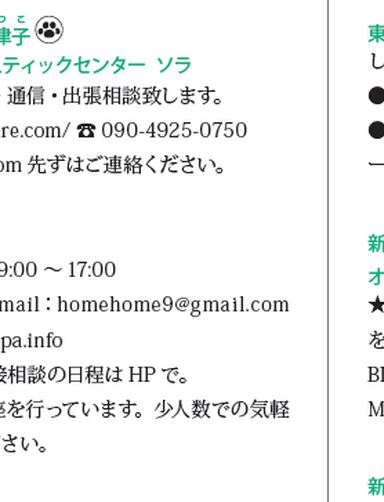 津子
ティックセンター ソラ
通信・出張相談致します。
re.com/ ☎ 090-4925-0750
om 先ずはご連絡ください。
9:00 ～ 17:00
mail：homehome9@gmail.com
pa.info
接相談の日程は HP で。
座を行っています。少人数での気軽
さい。
東
し
●
●
ー
新
オ
★
を
新